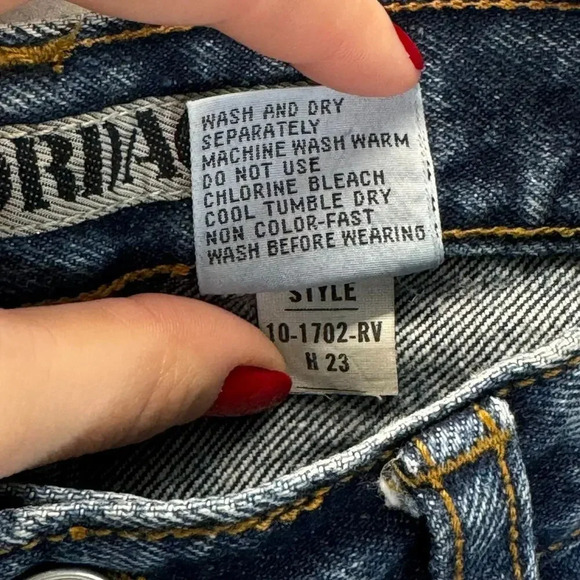 WASH AND DRY
SEPARATELY
MACHINE WASH WARM
DO NOT USE
CHLORINE BLEACH
COOL TUMBLE DRY
NON COLOR-FAST
WASH BEFORE WEARING
STYLE
10-1702-RV
H 23